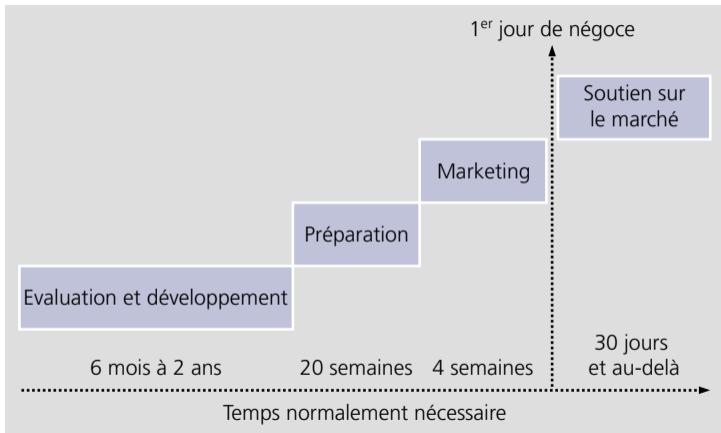 1er jour de négoce
Soutien sur
le marché
Marketing
Préparation
Evaluation et développement
6 mois à 2 ans
20 semaines
4 semaines
30 jours
et au-delà
Temps normalement nécessaire